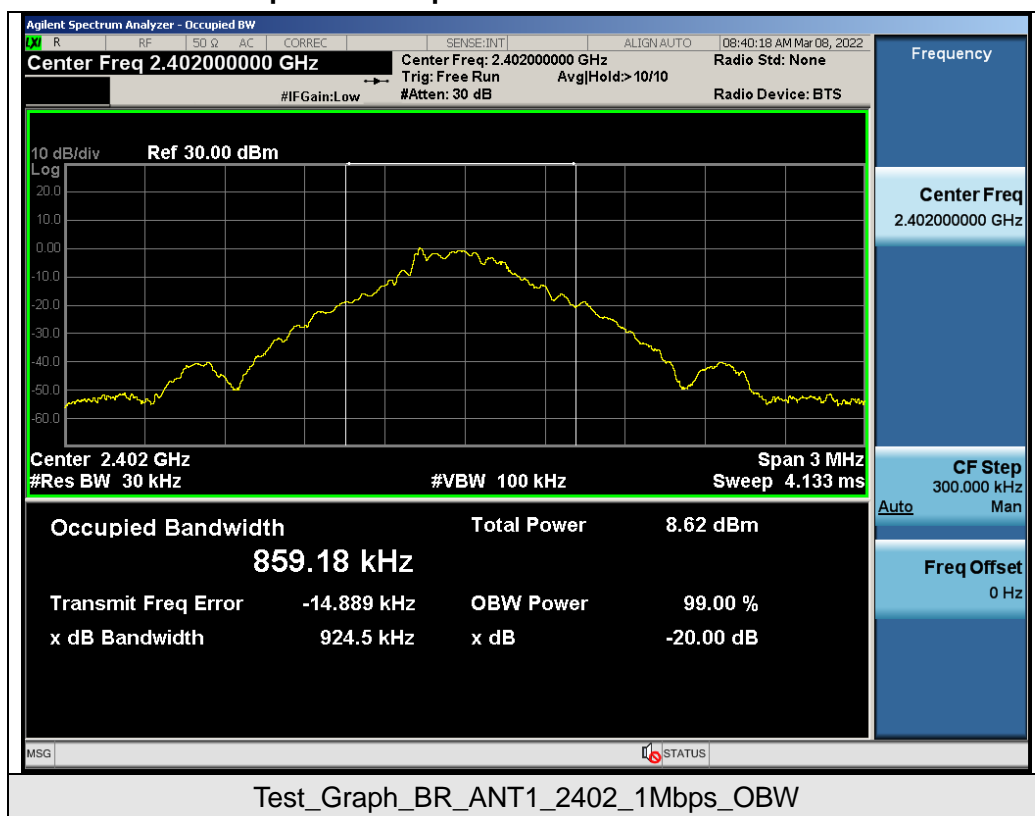 Agilent Spectrum Analyzer - Occupied BW
LXI R RF 50 Ω AC CORREC SENSE:INT ALIGN AUTO 08:40:18 AM Mar 08, 2022
Center Freq 2.402000000 GHz Center Freq: 2.402000000 GHz Radio Std: None
Trig: Free Run Avg|Hold:> 10/10
#IFGain:Low #Atten: 30 dB Radio Device: BTS
Frequency
10 dB/div Ref 30.00 dBm
Log
20.0
10.0
0.00
-10.0
-20.0
-30.0
-40.0
-50.0
-60.0
Center 2.402 GHz Span 3 MHz
#Res BW 30 kHz #VBW 100 kHz Sweep 4.133 ms
Center Freq
2.402000000 GHz
CF Step
300.000 kHz
Auto Man
Freq Offset
0 Hz
Occupied Bandwidth Total Power 8.62 dBm
859.18 kHz
Transmit Freq Error -14.889 kHz OBW Power 99.00 %
x dB Bandwidth 924.5 kHz x dB -20.00 dB
MSG STATUS
Test_Graph_BR_ANT1_2402_1Mbps_OBW